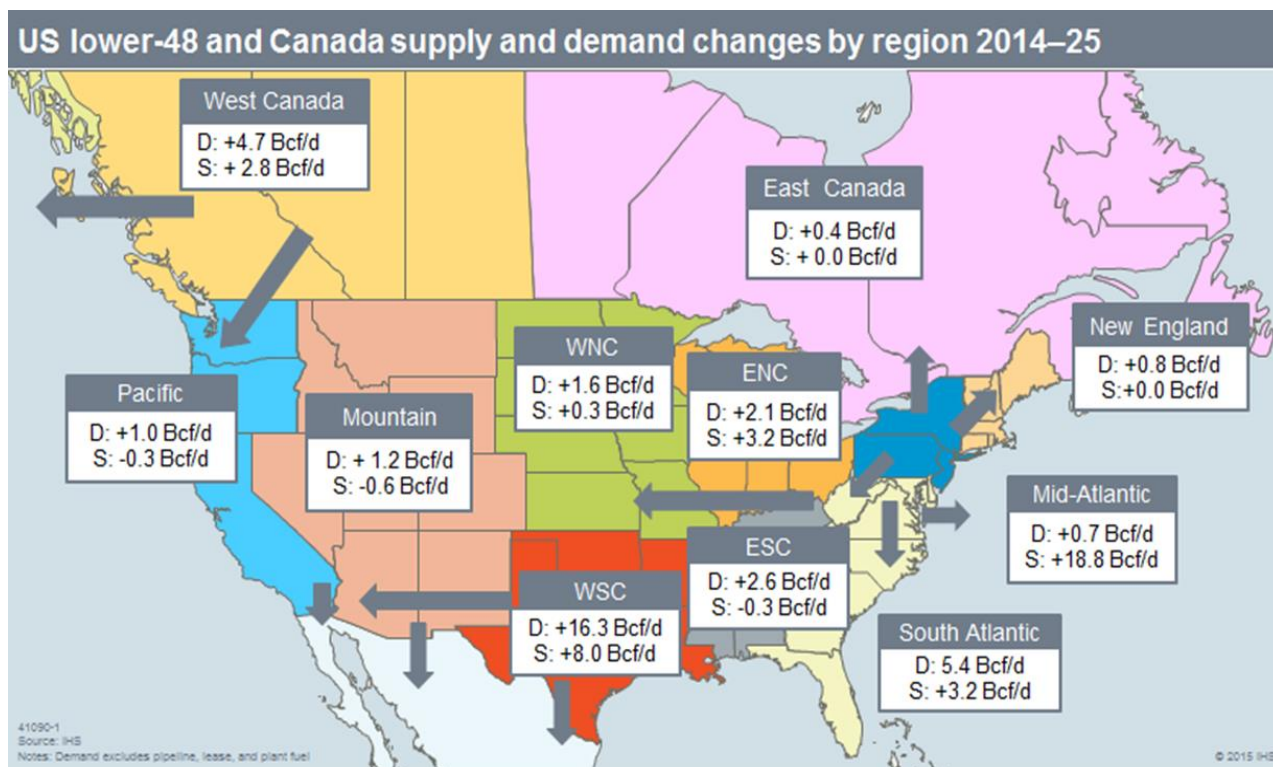 US lower-48 and Canada supply and demand changes by region 2014–25
West Canada
D: +4.7 Bcf/d
S: + 2.8 Bcf/d
East Canada
D: +0.4 Bcf/d
S: + 0.0 Bcf/d
New England
D: +0.8 Bcf/d
S:+0.0 Bcf/d
WNC
D: +1.6 Bcf/d
S: +0.3 Bcf/d
ENC
D: +2.1 Bcf/d
S: +3.2 Bcf/d
Pacific
D: +1.0 Bcf/d
S: -0.3 Bcf/d
Mountain
D: + 1.2 Bcf/d
S: -0.6 Bcf/d
Mid-Atlantic
D: +0.7 Bcf/d
S: +18.8 Bcf/d
ESC
D: +2.6 Bcf/d
S: -0.3 Bcf/d
WSC
D: +16.3 Bcf/d
S: +8.0 Bcf/d
South Atlantic
D: 5.4 Bcf/d
S: +3.2 Bcf/d
41090-1
Source: IHS
Notes: Demand excludes pipeline, lease, and plant fuel
© 2015 IHS